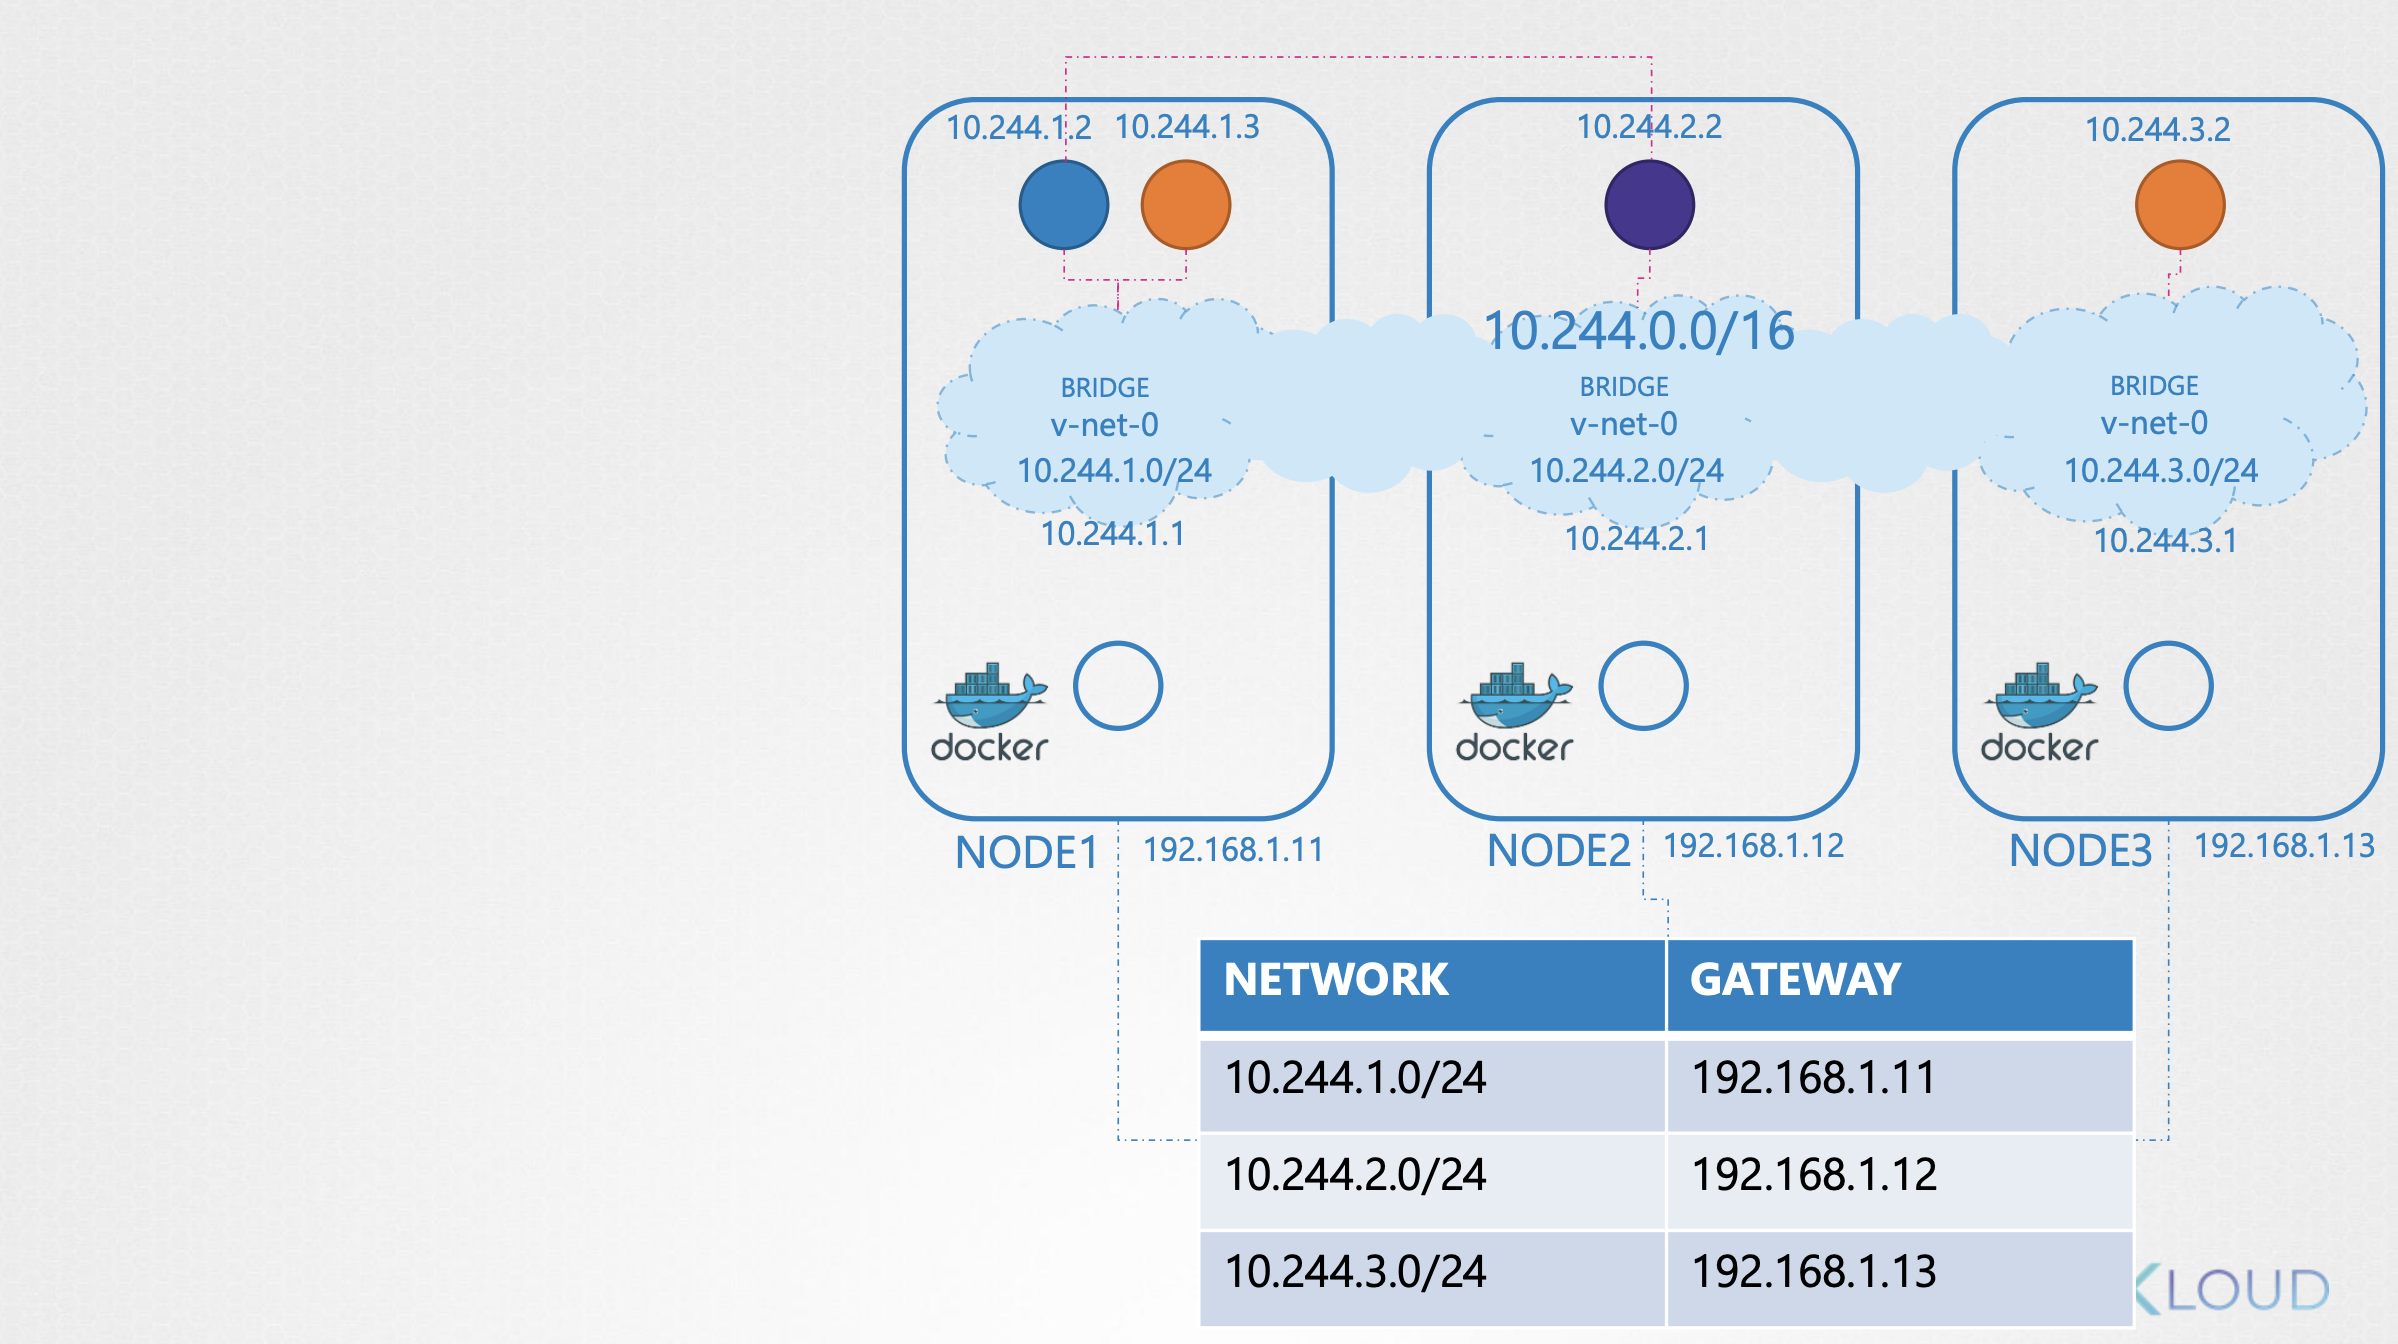 10.244.1.2 10.244.1.3
10.244.2.2
10.244.3.2
10.244.0.0/16
BRIDGE
v-net-0
10.244.1.0/24
10.244.1.1
BRIDGE
v-net-0
10.244.2.0/24
10.244.2.1
BRIDGE
v-net-0
10.244.3.0/24
10.244.3.1
docker
docker
docker
NODE1 192.168.1.11
NODE2 192.168.1.12
NODE3 192.168.1.13
NETWORK GATEWAY
10.244.1.0/24 192.168.1.11
10.244.2.0/24 192.168.1.12
10.244.3.0/24 192.168.1.13
KLOUD